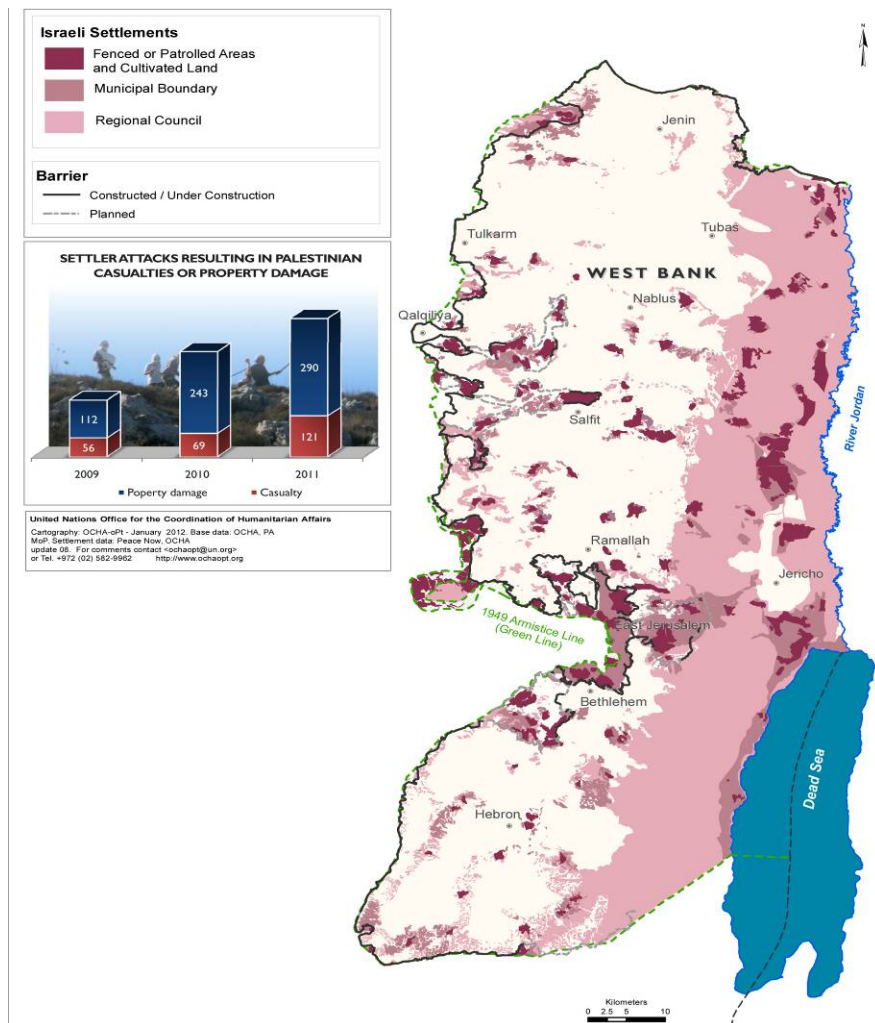 Israeli Settlements
Fenced or Patrolled Areas
and Cultivated Land
Municipal Boundary
Regional Council
Barrier
Constructed / Under Construction
Planned
SETTLER ATTACKS RESULTING IN PALESTINIAN
CASUALTIES OR PROPERTY DAMAGE
112
56
243
69
290
121
2009
2010
2011
Poperty damage
Casualty
United Nations Office for the Coordination of Humanitarian Affairs
Cartography: OCHA-oPt - January 2012. Base data: OCHA, PA
MoP. Settlement data: Peace Now, OCHA
update 08. For comments contact <ochaopt@un.org>
or Tel. +972 (02) 582-9962 http://www.ochaopt.org
N
Jenin
Tubas
Tulkarm
WEST BANK
Nablus
Qalqiliya
Salfit
River Jordan
Ramallah
Jericho
1949 Armistice Line
(Green Line)
East Jerusalem
Bethlehem
Dead Sea
Hebron
Kilometers
0 2.5 5 10